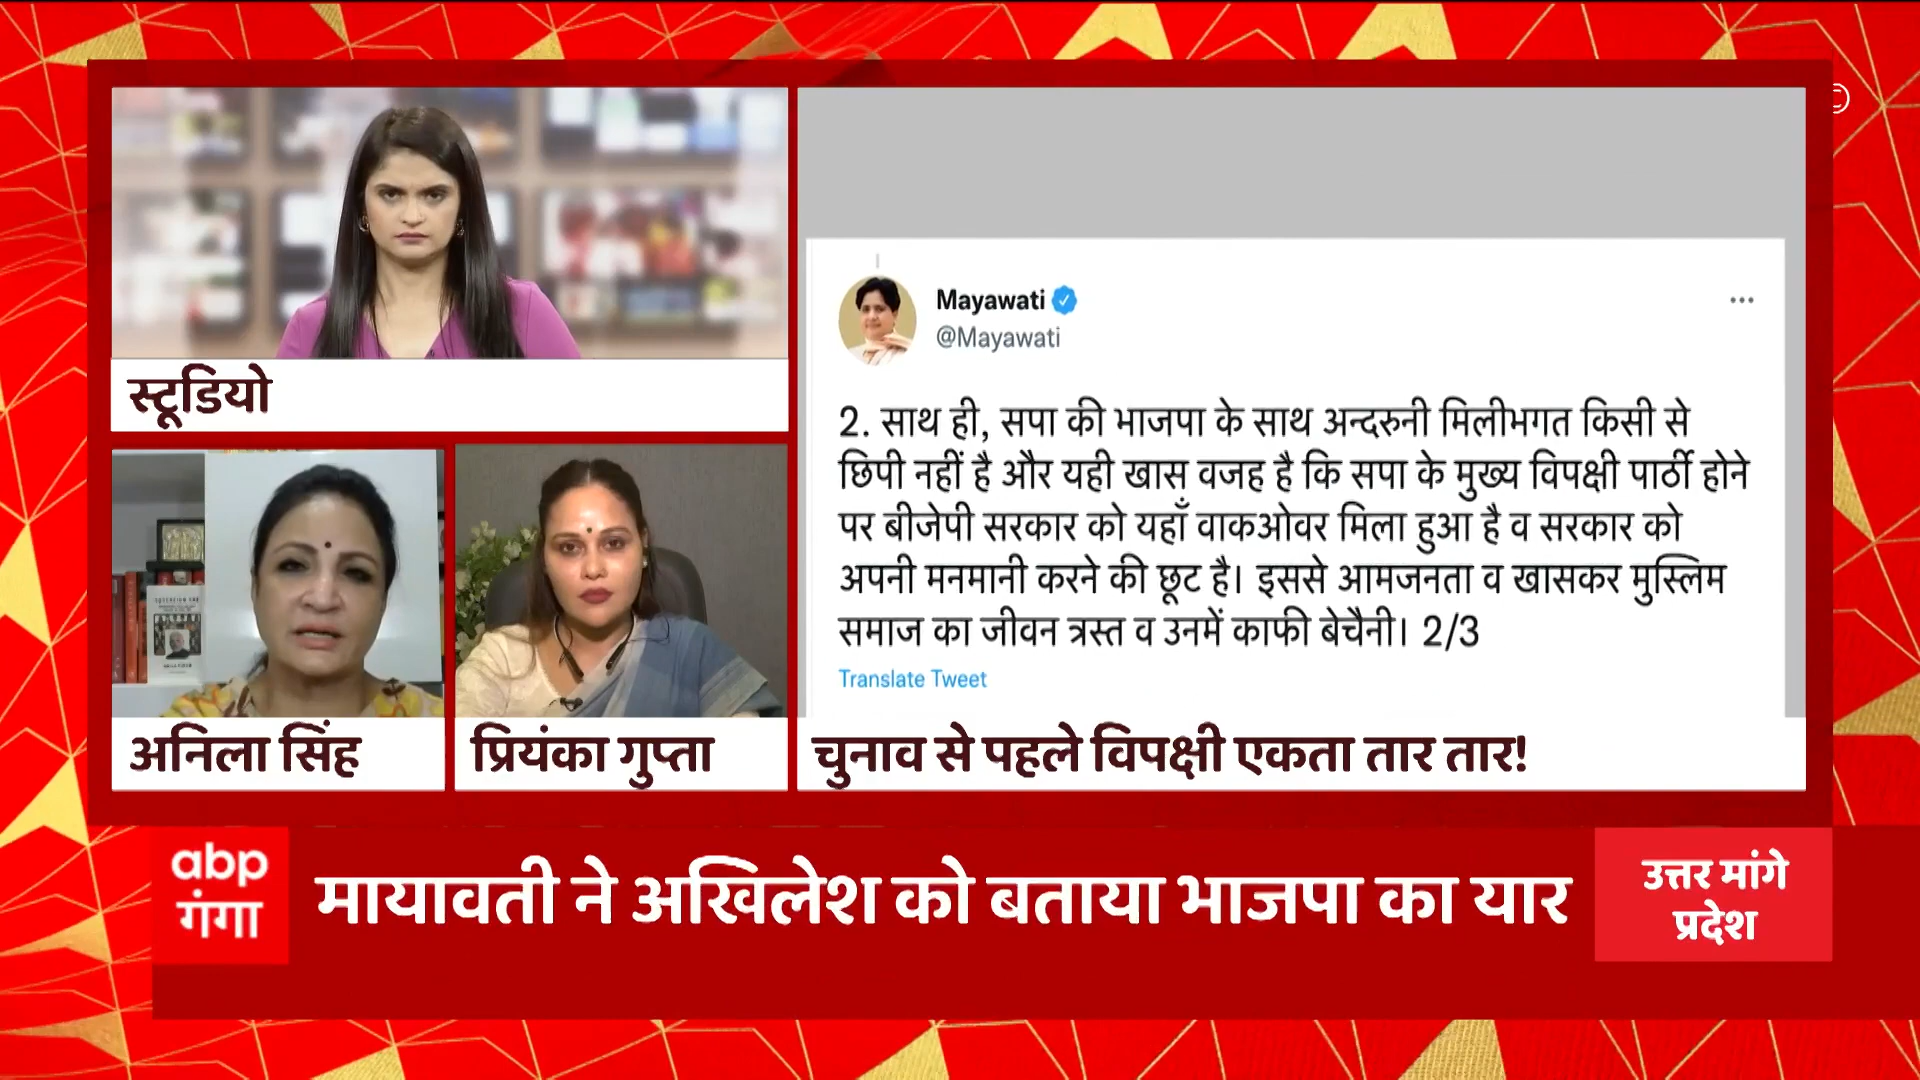 ©
स्टूडियो
Mayawati
@Mayawati
2. साथ ही, सपा की भाजपा के साथ अन्दरुनी मिलीभगत किसी से
छिपी नहीं है और यही खास वजह है कि सपा के मुख्य विपक्षी पार्ठी होने
पर बीजेपी सरकार को यहाँ वाकओवर मिला हुआ है व सरकार को
अपनी मनमानी करने की छूट है। इससे आमजनता व खासकर मुस्लिम
समाज का जीवन त्रस्त व उनमें काफी बेचैनी। 2/3
Translate Tweet
अनिला सिंह
प्रियंका गुप्ता
चुनाव से पहले विपक्षी एकता तार तार!
abp
गंगा
मायावती ने अखिलेश को बताया भाजपा का यार
उत्तर मांगे
प्रदेश